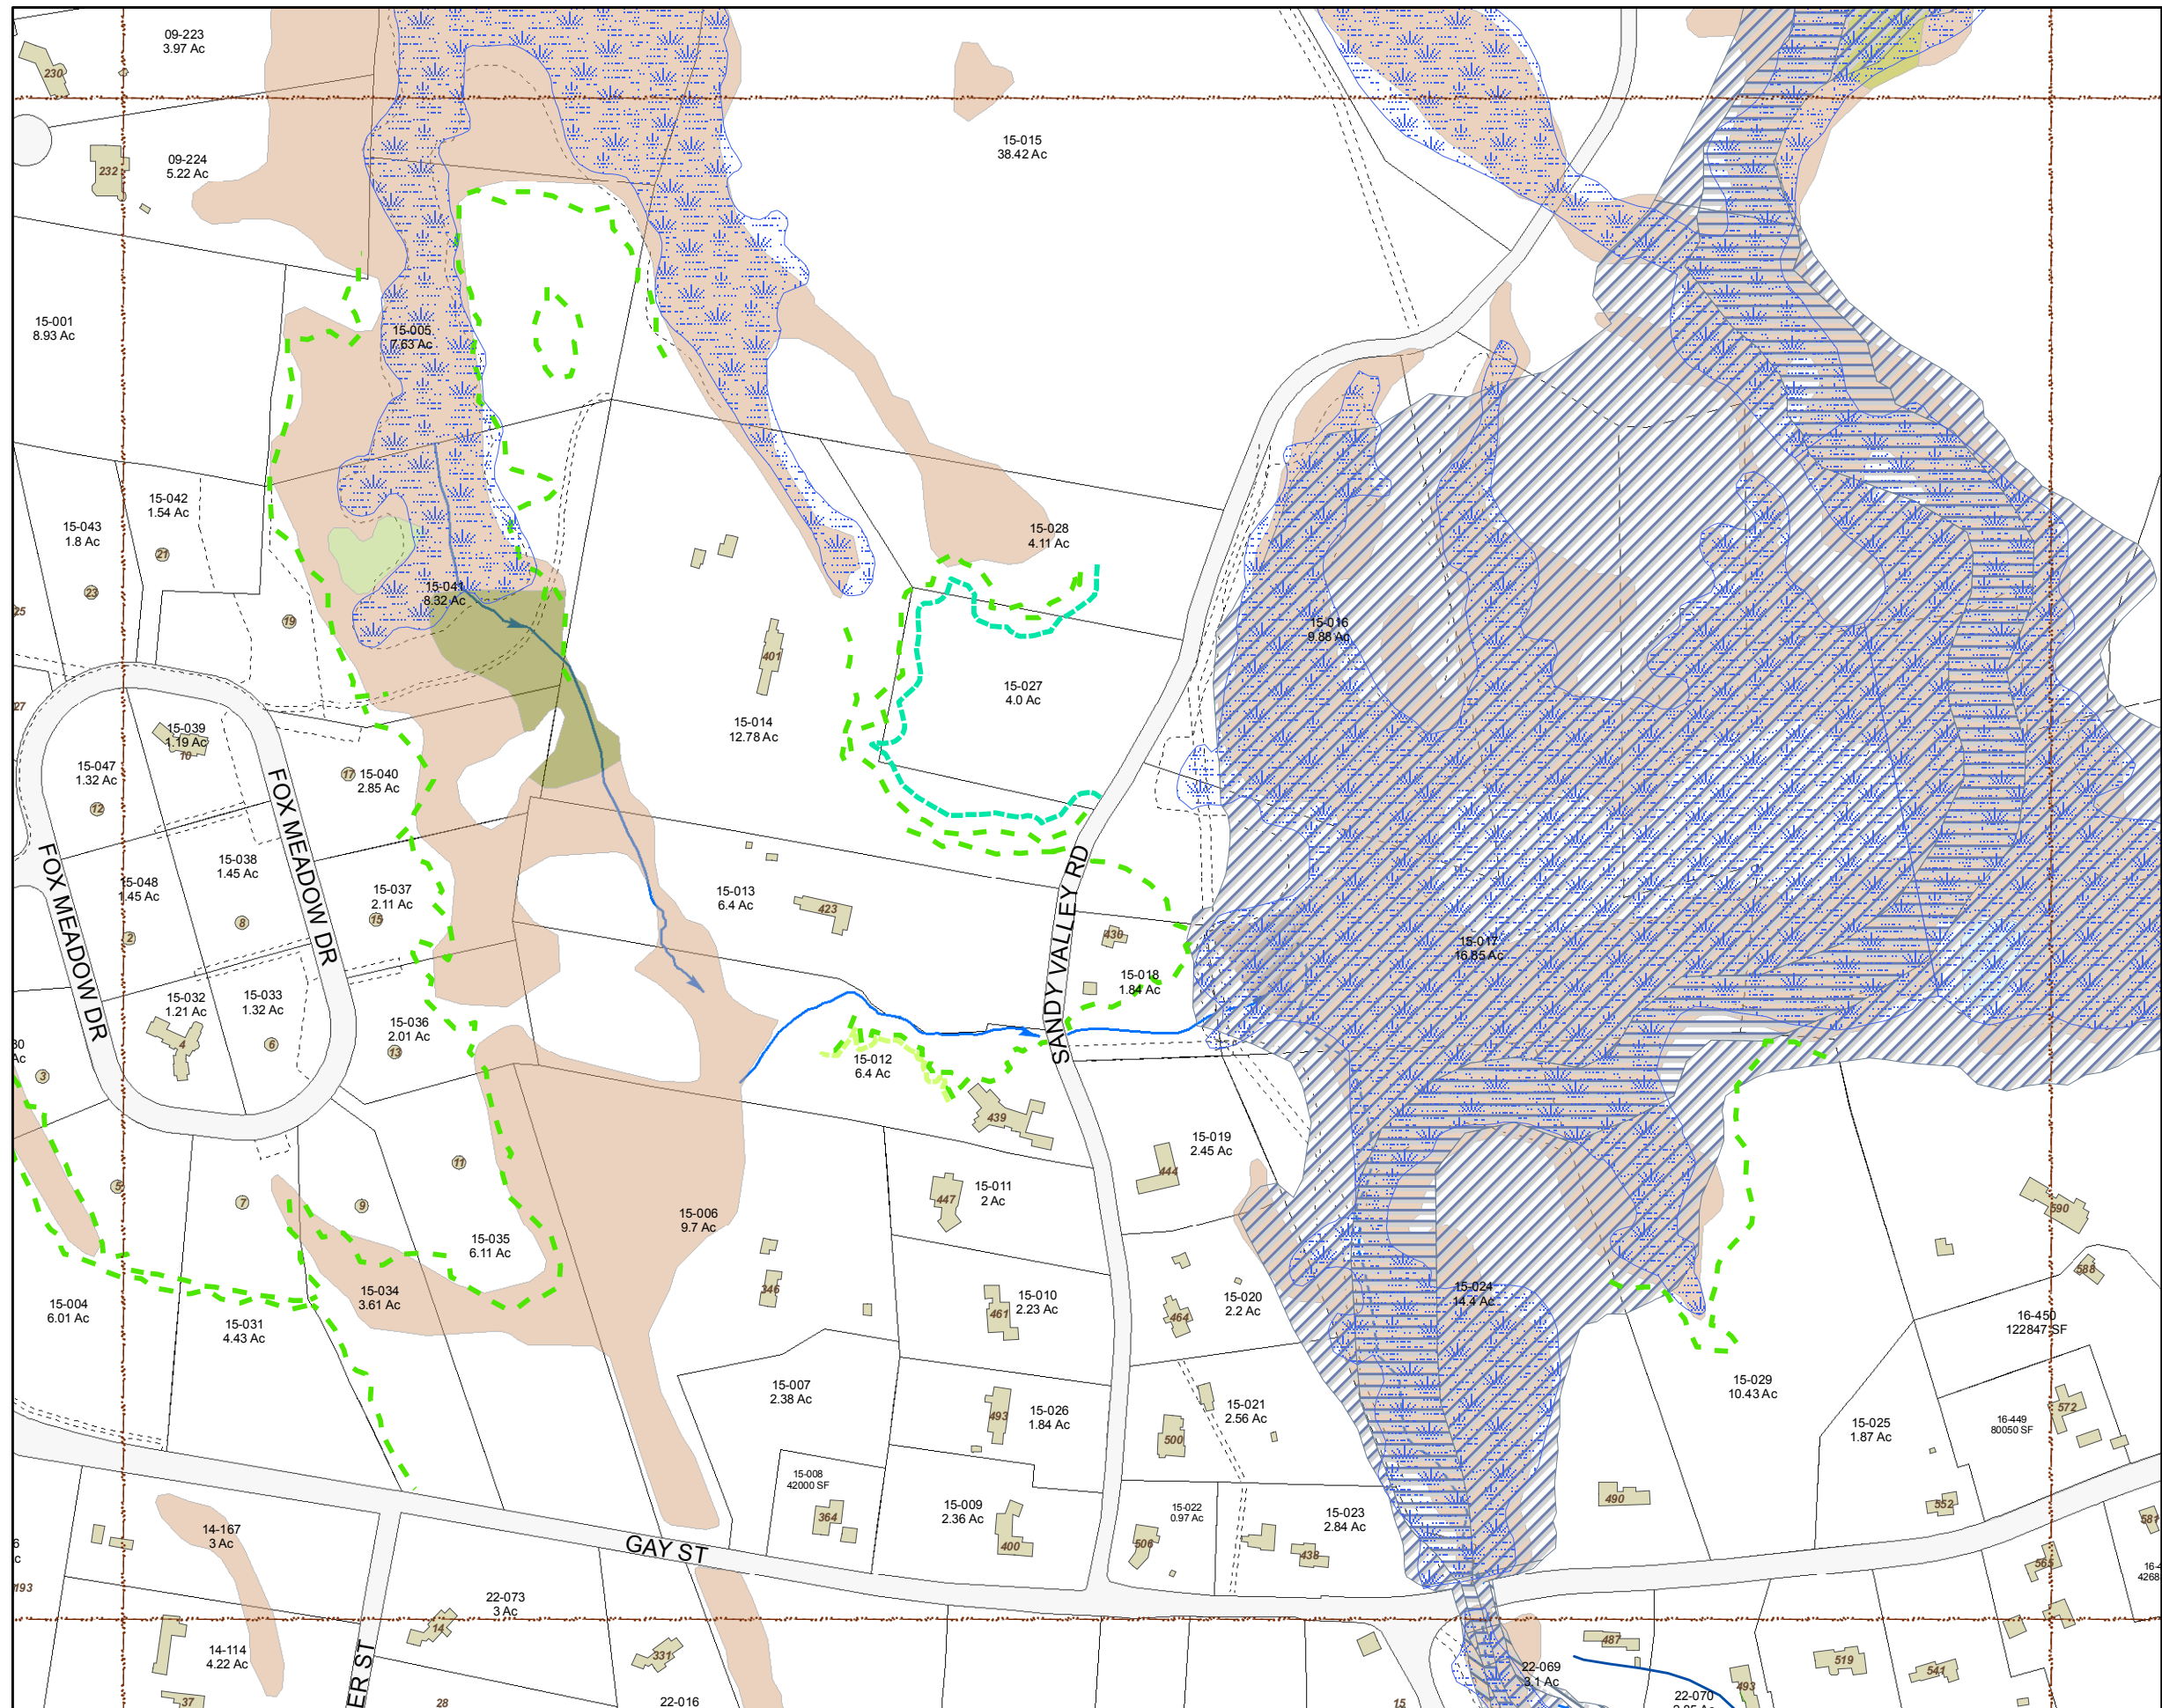 09-223
3.97 Ac
230
15-015
38.42 Ac
09-224
5.22 Ac
232
15-001
8.93 Ac
15-005
7.63 Ac
15-042
1.54 Ac
15-043
1.8 Ac
21
23
25
19
27
15-041
8.32 Ac
15-028
4.11 Ac
15-016
9.88 Ac
401
15-027
4.0 Ac
15-014
12.78 Ac
15-039
1.19 Ac
10
15-047
1.32 Ac
12
17
15-040
2.85 Ac
FOX MEADOW DR
FOX MEADOW DR
15-038
1.45 Ac
15-048
1.45 Ac
8
2
15-037
2.11 Ac
15
15-013
6.4 Ac
423
SANDY VALLEY RD
430
15-018
1.84 Ac
15-017
16.85 Ac
15-032
1.21 Ac
4
15-033
1.32 Ac
6
15-036
2.01 Ac
13
3
15-012
6.4 Ac
439
15-019
2.45 Ac
444
11
5
7
9
15-035
6.11 Ac
15-006
9.7 Ac
447
15-011
2 Ac
590
588
15-004
6.01 Ac
15-031
4.43 Ac
15-034
3.61 Ac
346
461
15-010
2.23 Ac
464
15-020
2.2 Ac
15-024
14.4 Ac
16-450
122847 SF
15-007
2.38 Ac
493
15-026
1.84 Ac
500
15-021
2.56 Ac
15-029
10.43 Ac
15-025
1.87 Ac
16-449
80050 SF
572
15-008
42000 SF
364
15-009
2.36 Ac
400
15-022
0.97 Ac
506
15-023
2.84 Ac
438
490
552
581
565
GAY ST
14-167
3 Ac
193
22-073
3 Ac
14
14-114
4.22 Ac
37
ER ST
28
331
22-016
15
22-069
3.1 Ac
487
22-070
493
519
541